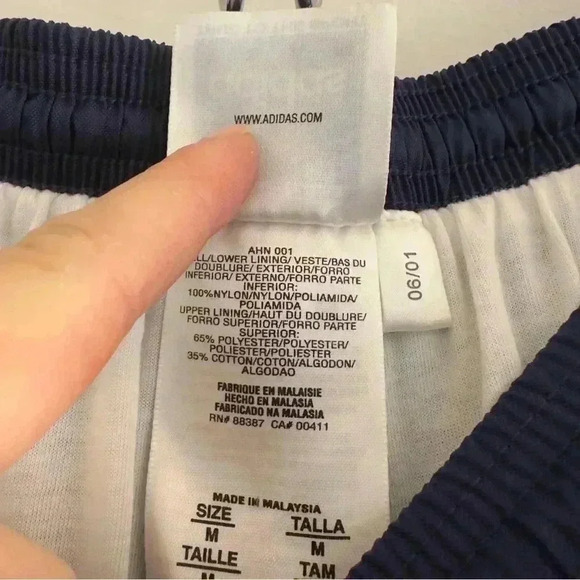 WWW.ADIDAS.COM
AHN 001
LL/LOWER LINING/ VESTE/BAS DU
DOUBLURE/ EXTERIOR/FORRO
INFERIOR/ EXTERNO/FORRO PARTE
INFERIOR:
100%NYLON/NYLON/POLIAMIDA/
POLIAMIDA
UPPER LINING/HAUT DU DOUBLURE/
FORRO SUPERIOR/FORRO PARTE
SUPERIOR:
65% POLYESTER/POLYESTER/
POLIESTER/POLIESTER
35% COTTON/COTON/ALGODON/
ALGODAO
FABRIQUE EN MALAISIE
HECHO EN MALASIA
FABRICADO NA MALASIA
RN# 88387 CA# 00411
MADE IN MALAYSIA
SIZE TALLA
M M
TAILLE TAM
M M
06/01